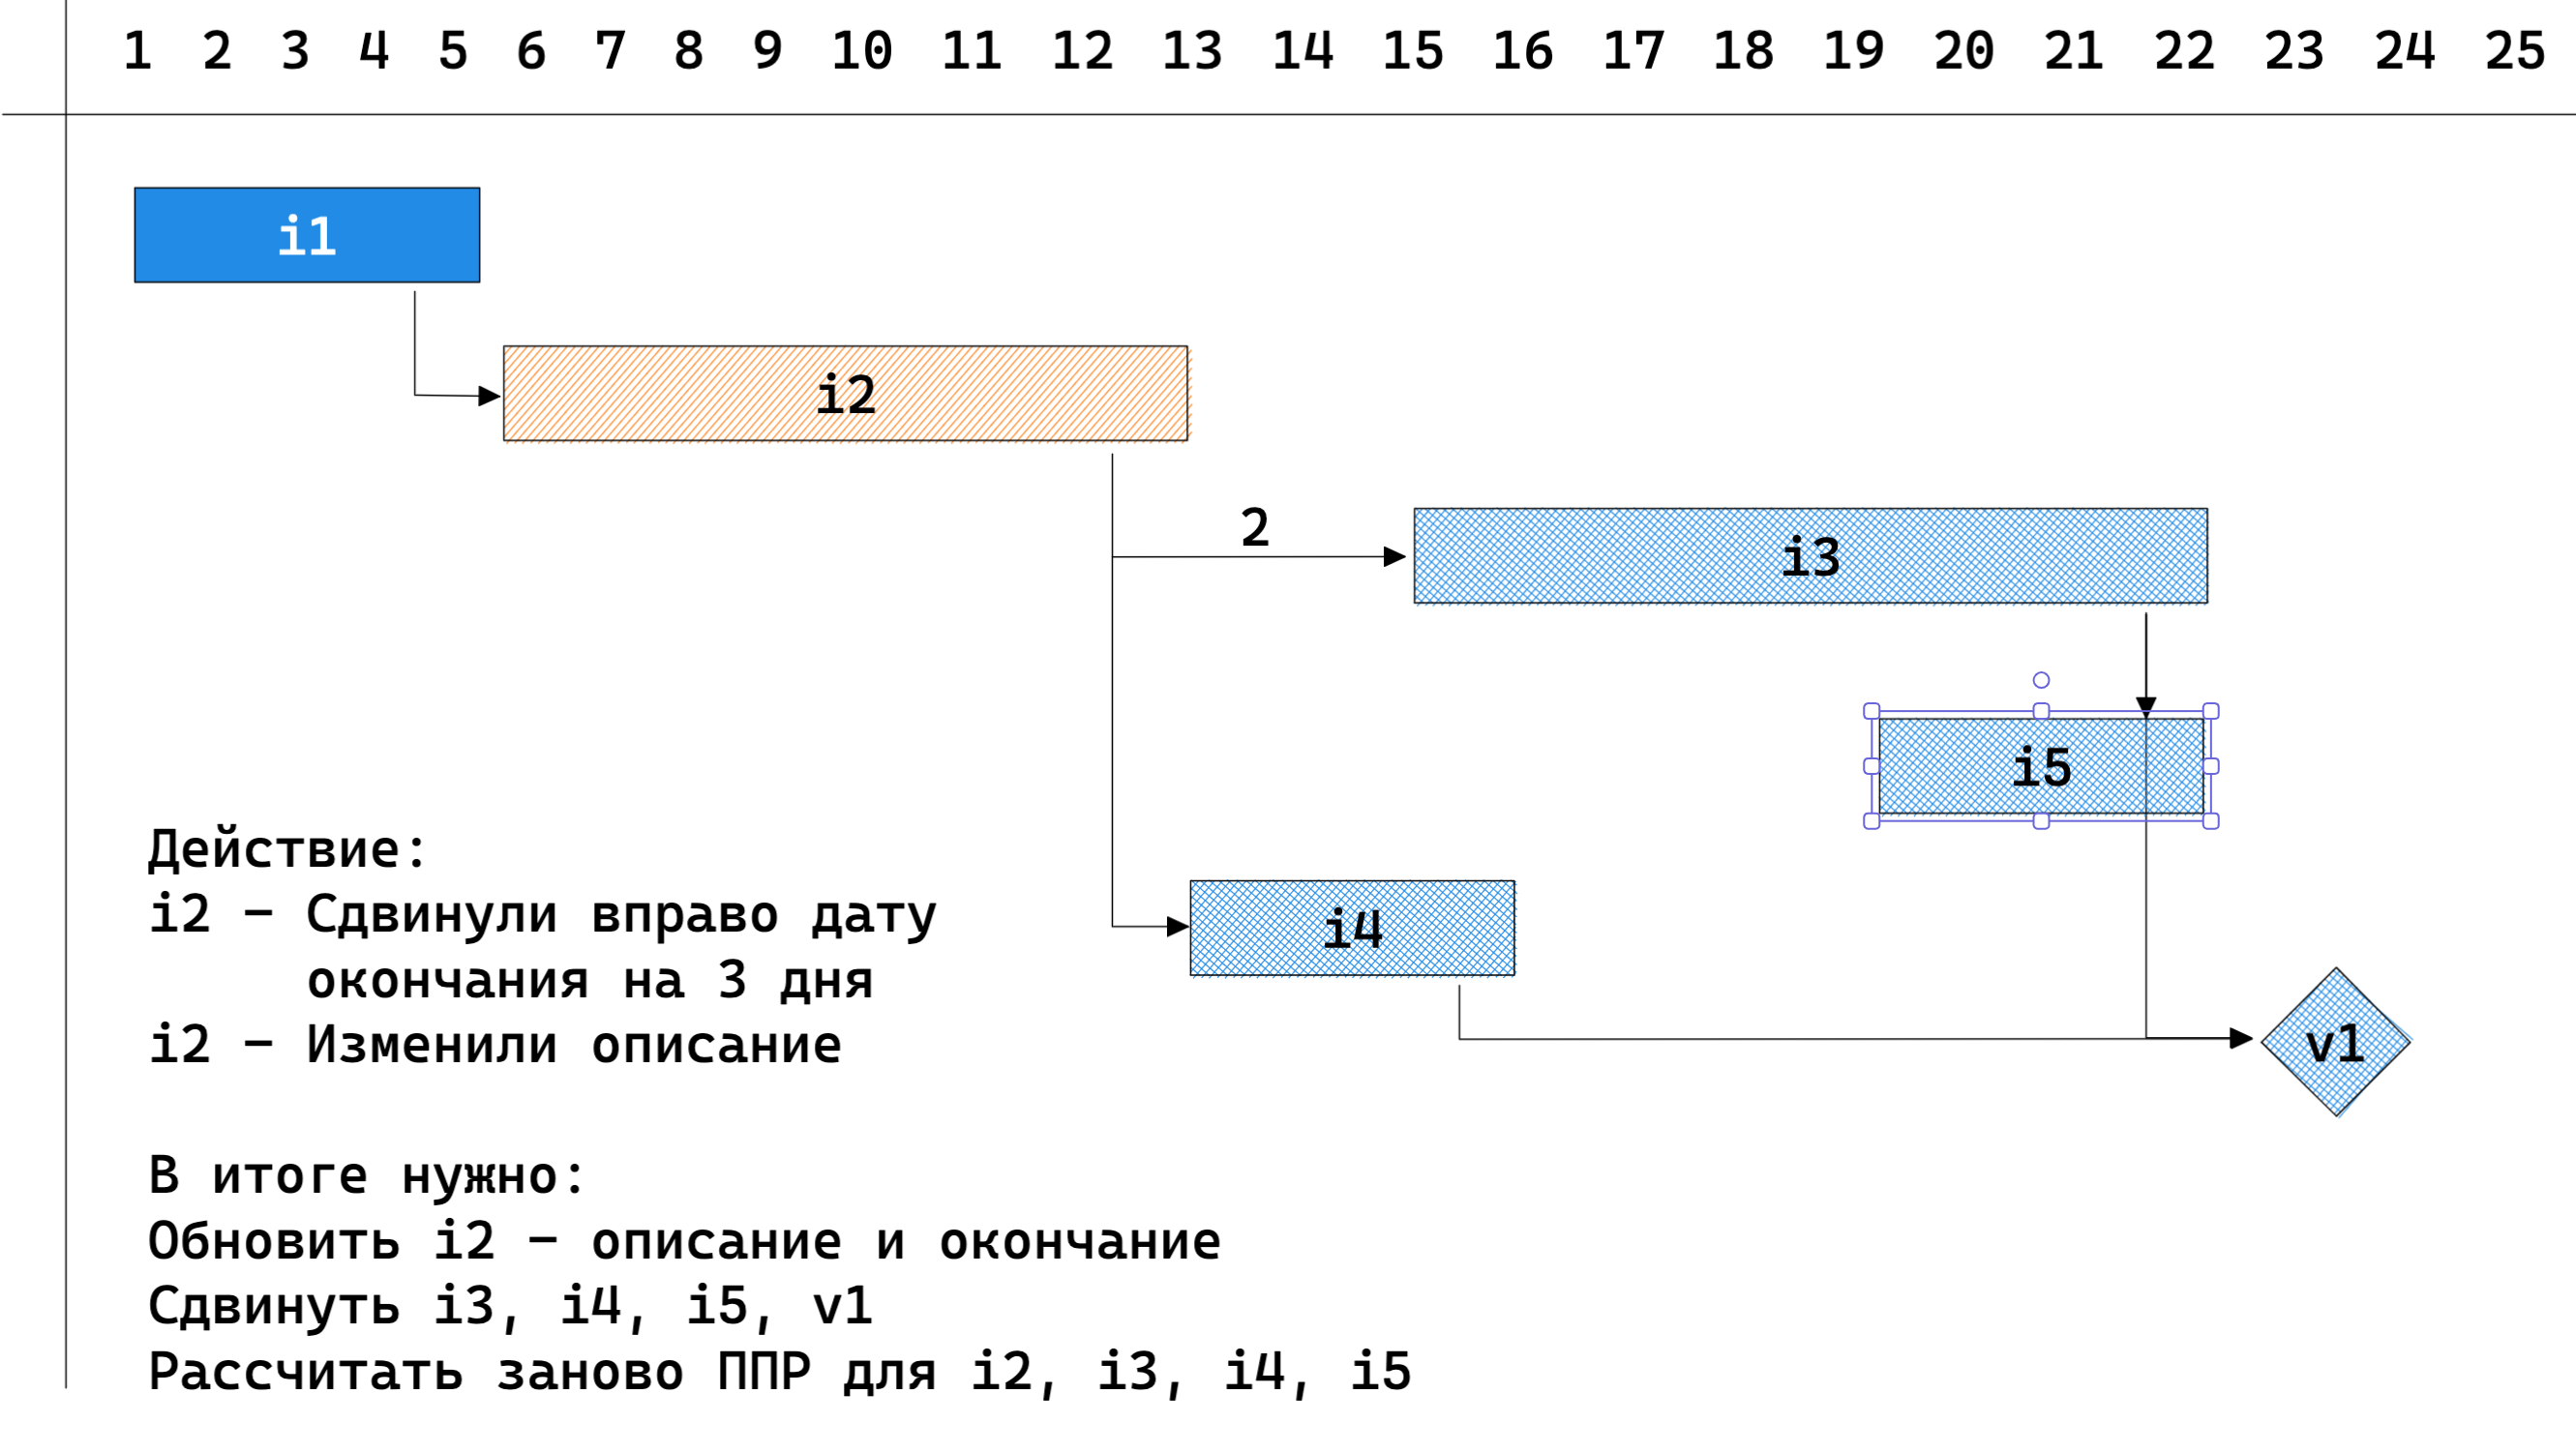 1 2 3 4 5 6 7 8 9 10 11 12 13 14 15 16 17 18 19 20 21 22 23 24 25
i1
i2
2
i3
i5
i4
v1
Действие:
i2 – Сдвинули вправо дату
окончания на 3 дня
i2 – Изменили описание
В итоге нужно:
Обновить i2 – описание и окончание
Сдвинуть i3, i4, i5, v1
Рассчитать заново ППР для i2, i3, i4, i5